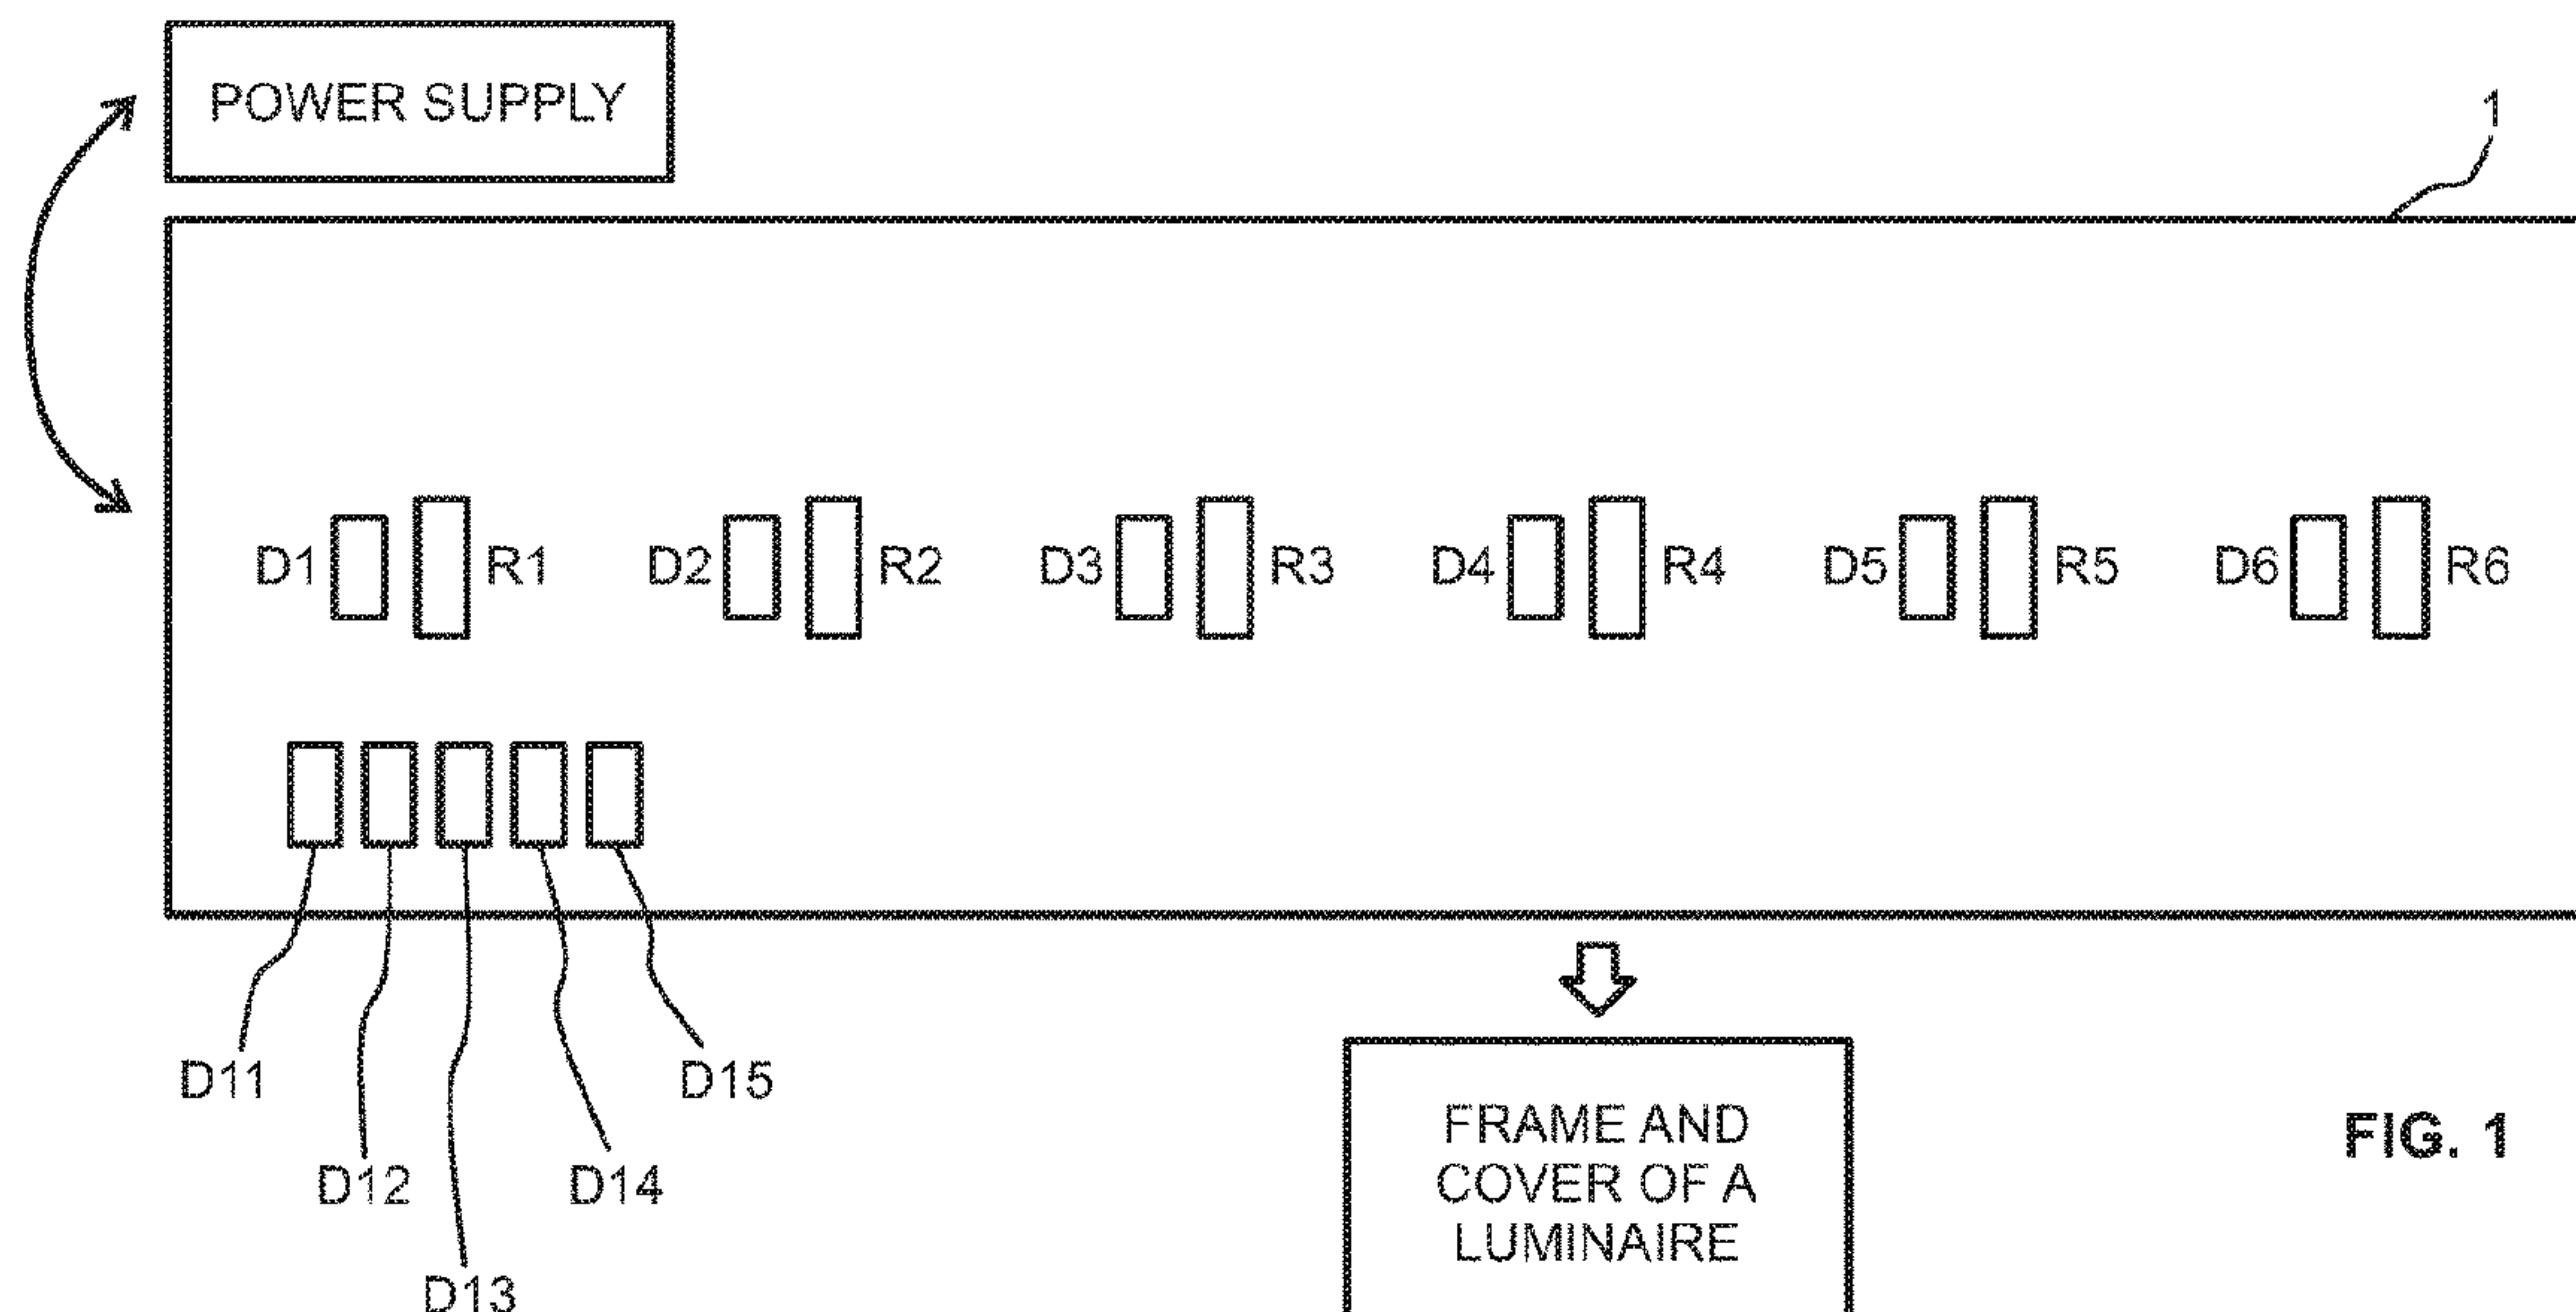 POWER SUPPLY
1
D1 R1 D2 R2 D3 R3 D4 R4 D5 R5 D6 R6
D11 D15
D12 D14
D13
FRAME AND
COVER OF A
LUMINAIRE
FIG. 1